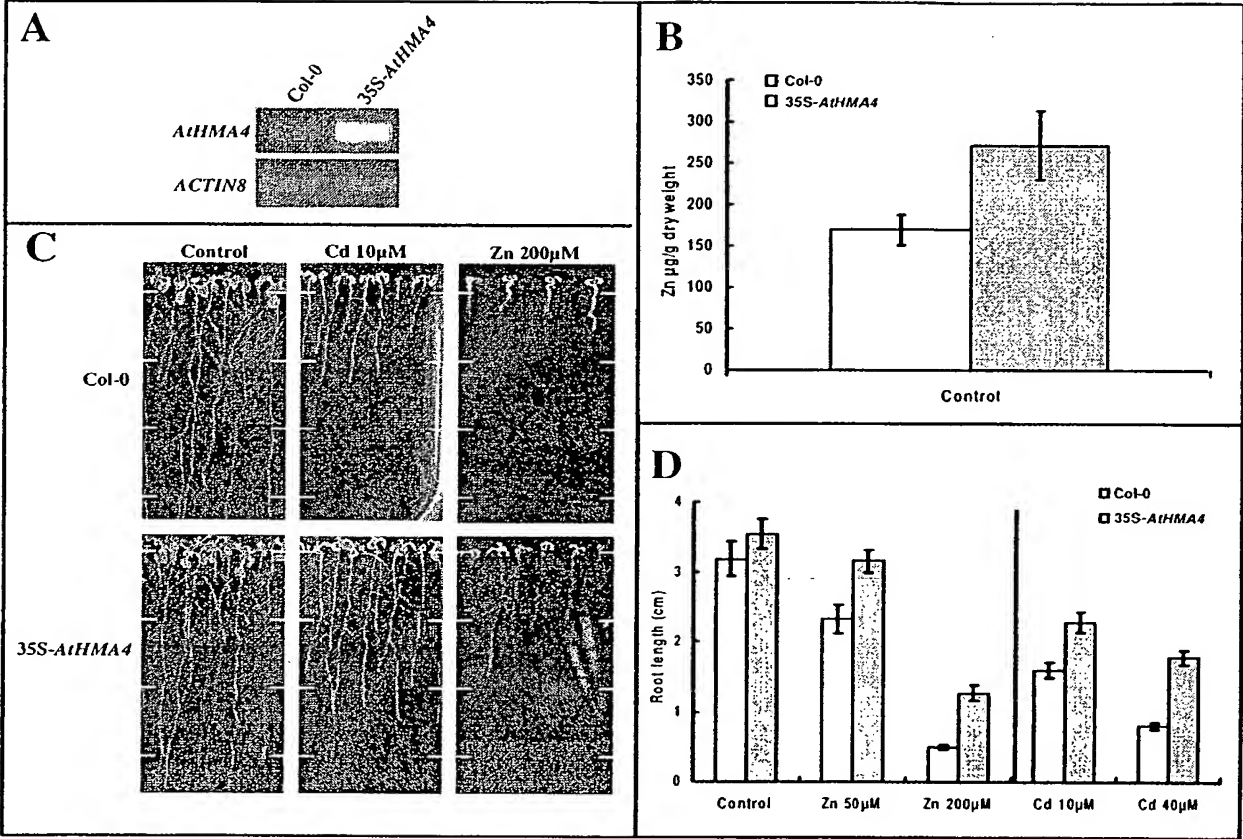 A
Col-0
35S-AtHMA4
AtHMA4
ACTIN8
B
Col-0
35S-AtHMA4
350
300
250
200
150
100
50
0
Zn µg/g dry weight
Control
C
Control Cd 10µM Zn 200µM
Col-0
35S-AtHMA4
D
Col-0
35S-AtHMA4
4
3
2
1
0
Root length (cm)
Control Zn 50µM Zn 200µM Cd 10µM Cd 40µM